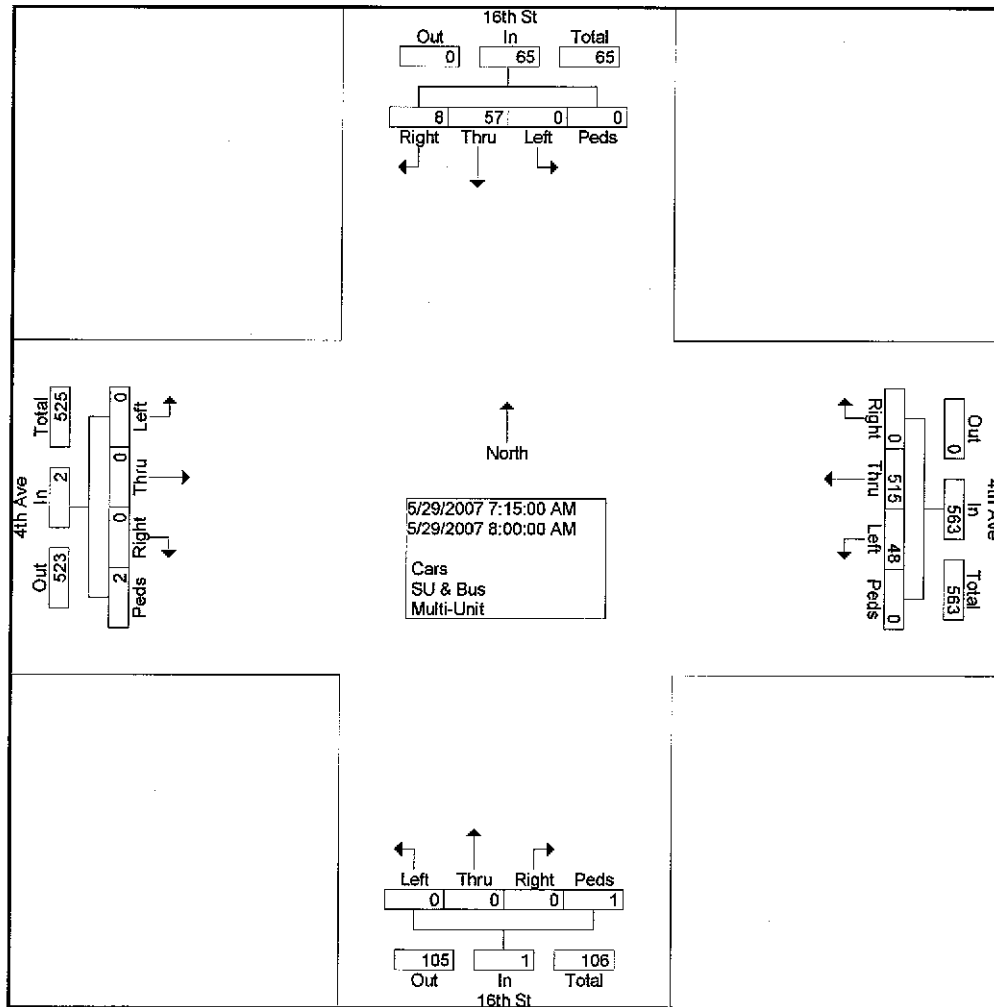 16th St
Out In Total
0 65 65
8 57 0 0
Right Thru Left Peds
4th Ave
Total In Out
525 2 523
0 0 0 2
Left Thru Right Peds
North
5/29/2007 7:15:00 AM
5/29/2007 8:00:00 AM
Cars
SU & Bus
Multi-Unit
4th Ave
Out In Total
0 563 563
Right Thru Left Peds
0 515 48 0
Left Thru Right Peds
0 0 0 1
105 1 106
Out In Total
16th St